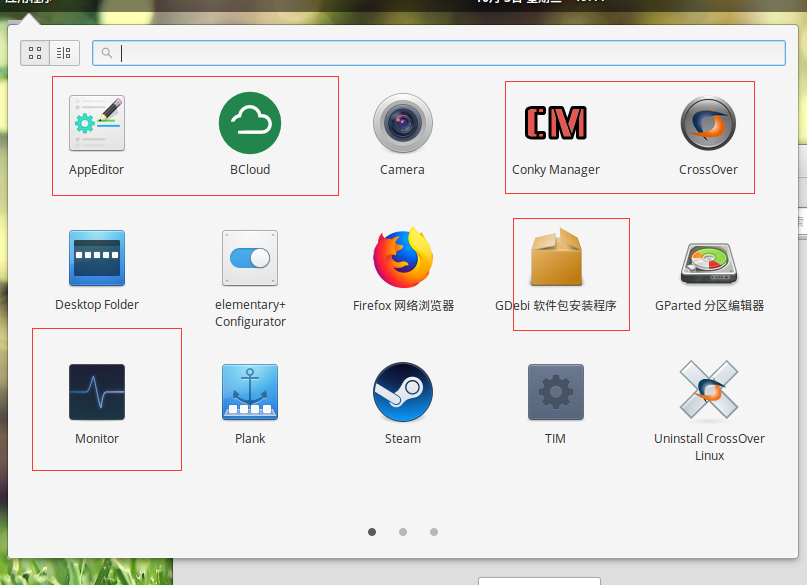 AppEditor
BCloud
Camera
CM
Conky Manager
CrossOver
Desktop Folder
elementary+
Configurator
Firefox 网络浏览器
GDebi 软件包安装程序
GParted 分区编辑器
Monitor
Plank
Steam
TIM
Uninstall CrossOver
Linux